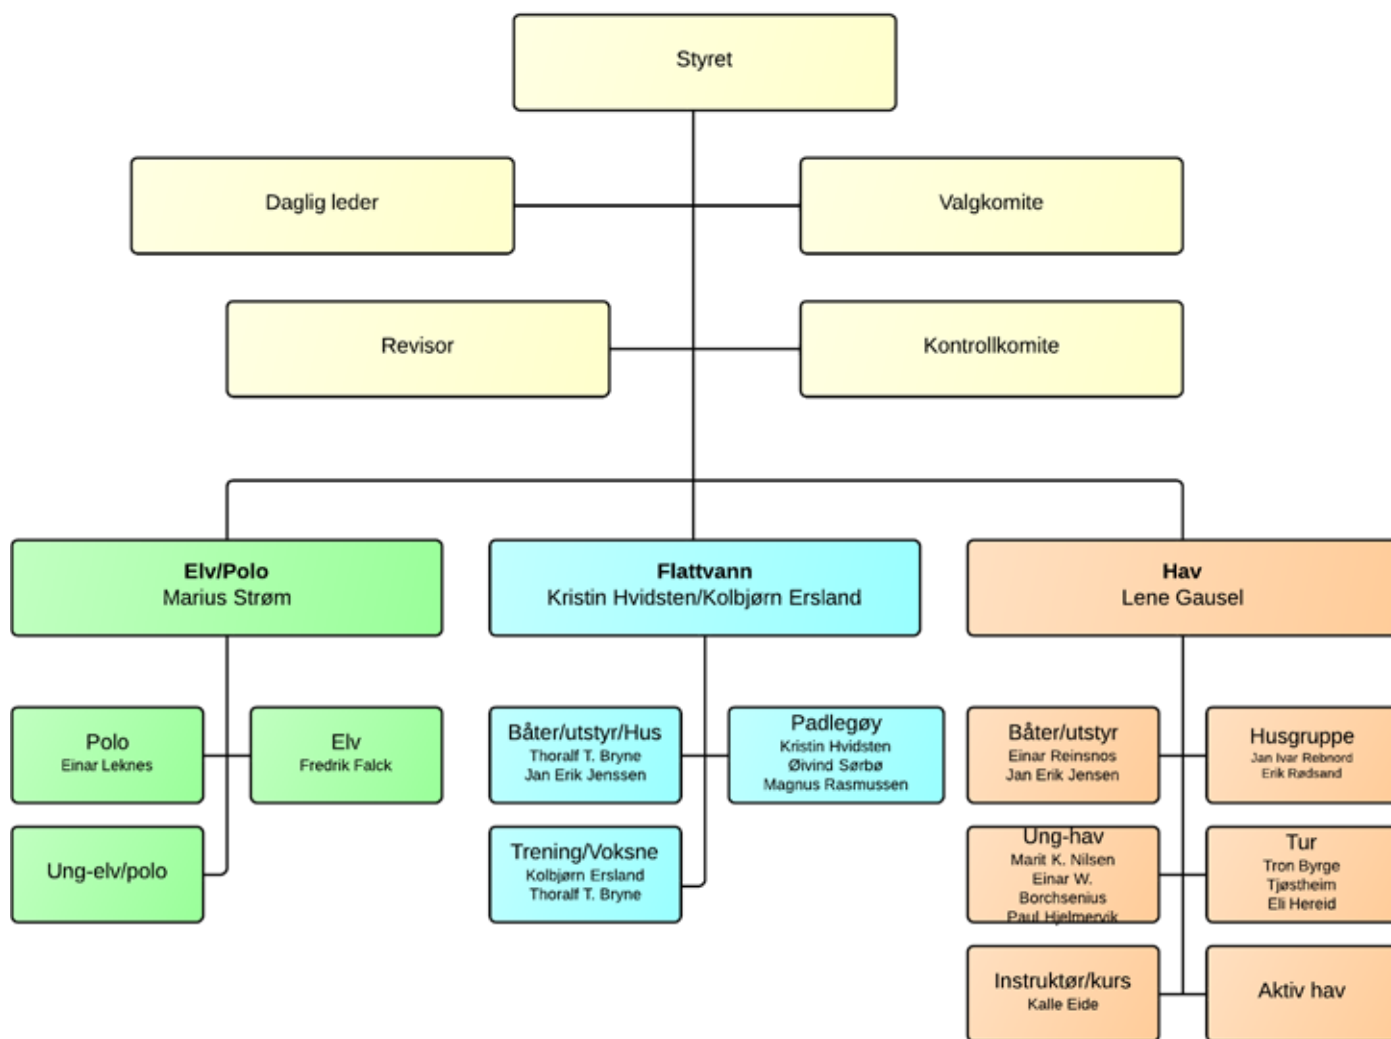 Styret
Daglig leder
Valgkomite
Revisor
Kontrollkomite
Elv/Polo
Marius Strøm
Flattvann
Kristin Hvidsten/Kolbjørn Ersland
Hav
Lene Gausel
Polo
Einar Leknes
Elv
Fredrik Falck
Ung-elv/polo
Båter/utstyr/Hus
Thoralf T. Bryne
Jan Erik Jenssen
Padlegøy
Kristin Hvidsten
Øivind Sørbø
Magnus Rasmussen
Trening/Voksne
Kolbjørn Ersland
Thoralf T. Bryne
Båter/utstyr
Einar Reinsnos
Jan Erik Jensen
Husgruppe
Jan Ivar Rebnord
Erik Rødsand
Ung-hav
Marit K. Nilsen
Einar W.
Borchsenius
Paul Hjelmervik
Tur
Tron Byrge
Tjøstheim
Eli Hereid
Instruktør/kurs
Kalle Eide
Aktiv hav